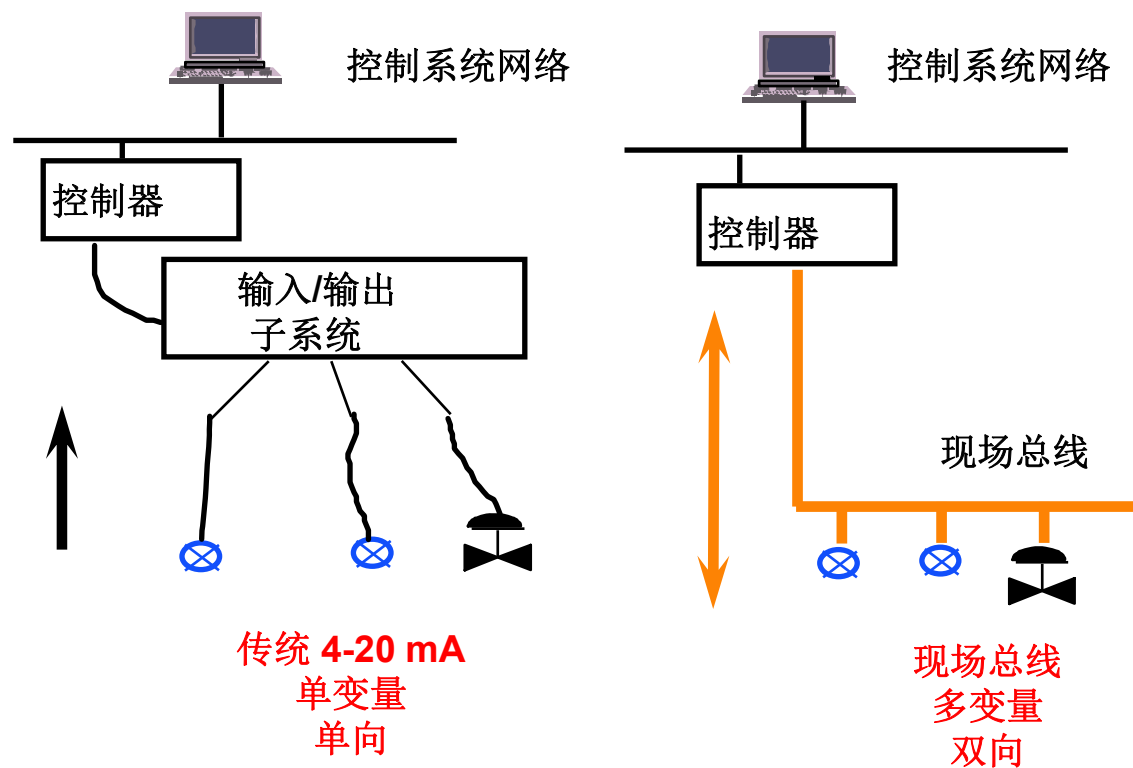 控制系统网络
控制器
输入/输出
子系统
传统 4-20 mA
单变量
单向
控制系统网络
控制器
现场总线
现场总线
多变量
双向